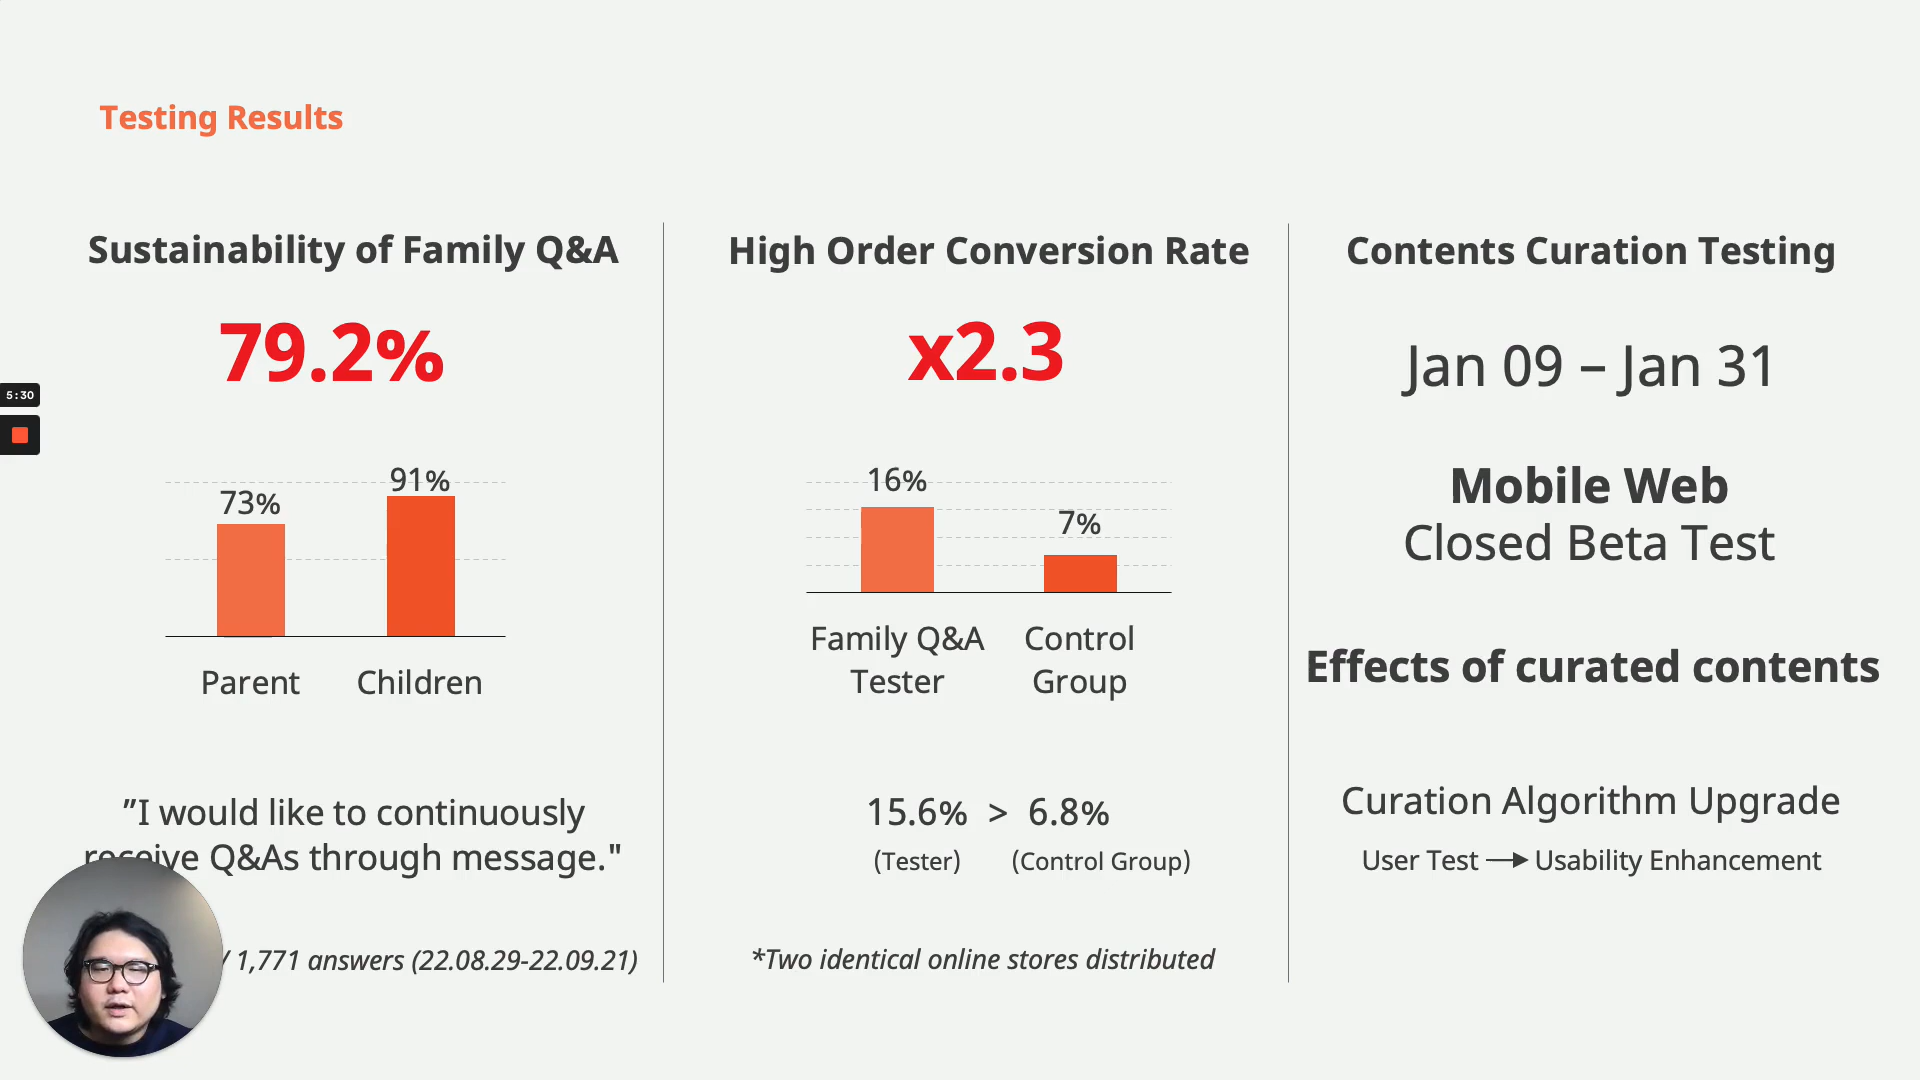 Testing Results
Sustainability of Family Q&A
79.2%
73%
91%
Parent
Children
"I would like to continuously
receive Q&As through message."
/ 1,771 answers (22.08.29-22.09.21)
High Order Conversion Rate
x2.3
16%
7%
Family Q&A
Tester
Control
Group
15.6% > 6.8%
(Tester) (Control Group)
*Two identical online stores distributed
Contents Curation Testing
Jan 09 – Jan 31
Mobile Web
Closed Beta Test
Effects of curated contents
Curation Algorithm Upgrade
User Test → Usability Enhancement
5:30